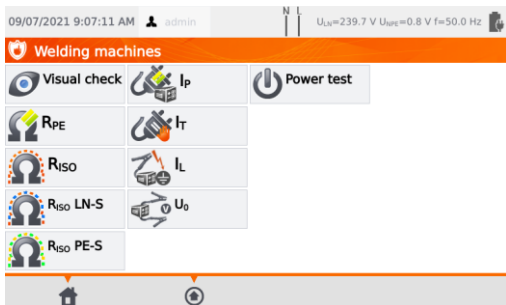 09/07/2021 9:07:11 AM admin N L ULN=239.7 V UNPE=0.8 V f=50.0 Hz
Welding machines
Visual check IP Power test
RPE IT
RISO IL
RISO LN-S U0
V
RISO PE-S